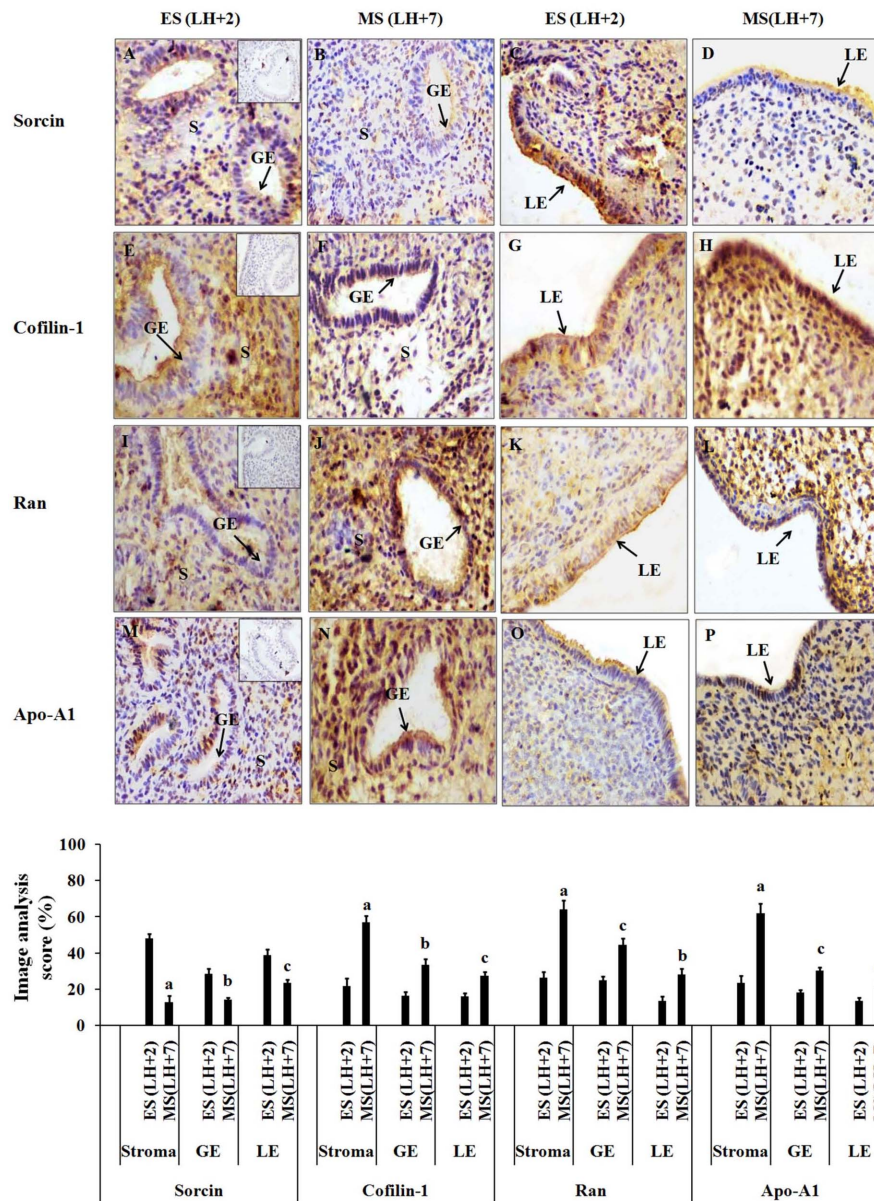 ES (LH+2) MS (LH+7) ES (LH+2) MS(LH+7)
Sorcin
A S GE
B GE S
C LE
D LE
Cofilin-1
E GE S
F GE S
G LE
H LE
Ran
I GE S
J S GE
K LE
L LE
Apo-A1
M GE S
N GE S
O LE
P LE
Image analysis
score (%)
100
80
60
40
20
0
a b c a b c a c b a c
ES (LH+2) MS(LH+7) ES (LH+2) MS(LH+7) ES (LH+2) MS(LH+7) ES (LH+2) MS(LH+7) ES (LH+2) MS(LH+7) ES (LH+2) MS(LH+7) ES (LH+2) MS(LH+7) ES (LH+2) MS(LH+7) ES (LH+2) MS(LH+7) ES (LH+2) MS(LH+7) ES (LH+2) MS(LH+7) ES (LH+2)
Stroma GE LE Stroma GE LE Stroma GE LE Stroma GE LE
Sorcin Cofilin-1 Ran Apo-A1